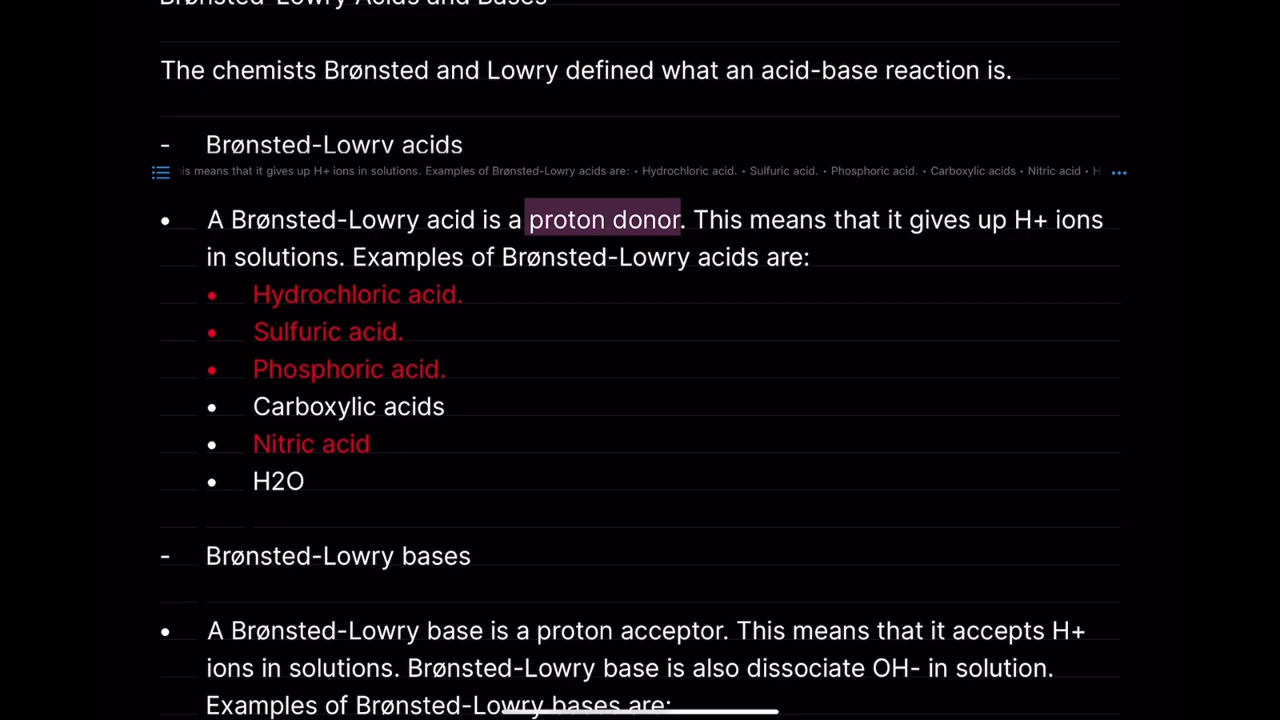 Brønsted-Lowry Acids and Bases
The chemists Brønsted and Lowry defined what an acid-base reaction is.
- Brønsted-Lowry acids
is means that it gives up H+ ions in solutions. Examples of Brønsted-Lowry acids are: • Hydrochloric acid. • Sulfuric acid. • Phosphoric acid. • Carboxylic acids • Nitric acid • H
• A Brønsted-Lowry acid is a proton donor. This means that it gives up H+ ions
in solutions. Examples of Brønsted-Lowry acids are:
• Hydrochloric acid.
• Sulfuric acid.
• Phosphoric acid.
• Carboxylic acids
• Nitric acid
• H2O
- Brønsted-Lowry bases
• A Brønsted-Lowry base is a proton acceptor. This means that it accepts H+
ions in solutions. Brønsted-Lowry base is also dissociate OH- in solution.
Examples of Brønsted-Lowry bases are: